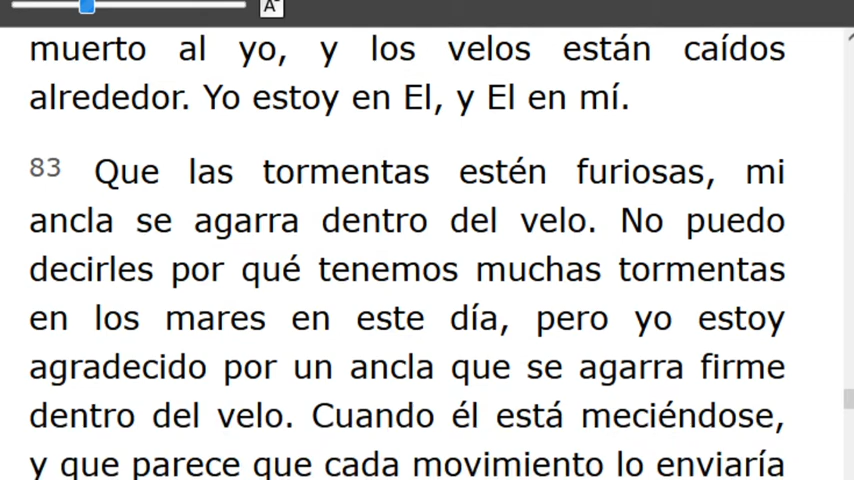 A
muerto al yo, y los velos están caídos
alrededor. Yo estoy en El, y El en mí.
83 Que las tormentas estén furiosas, mi
ancla se agarra dentro del velo. No puedo
decirles por qué tenemos muchas tormentas
en los mares en este día, pero yo estoy
agradecido por un ancla que se agarra firme
dentro del velo. Cuando él está meciéndose,
y que parece que cada movimiento lo enviaría